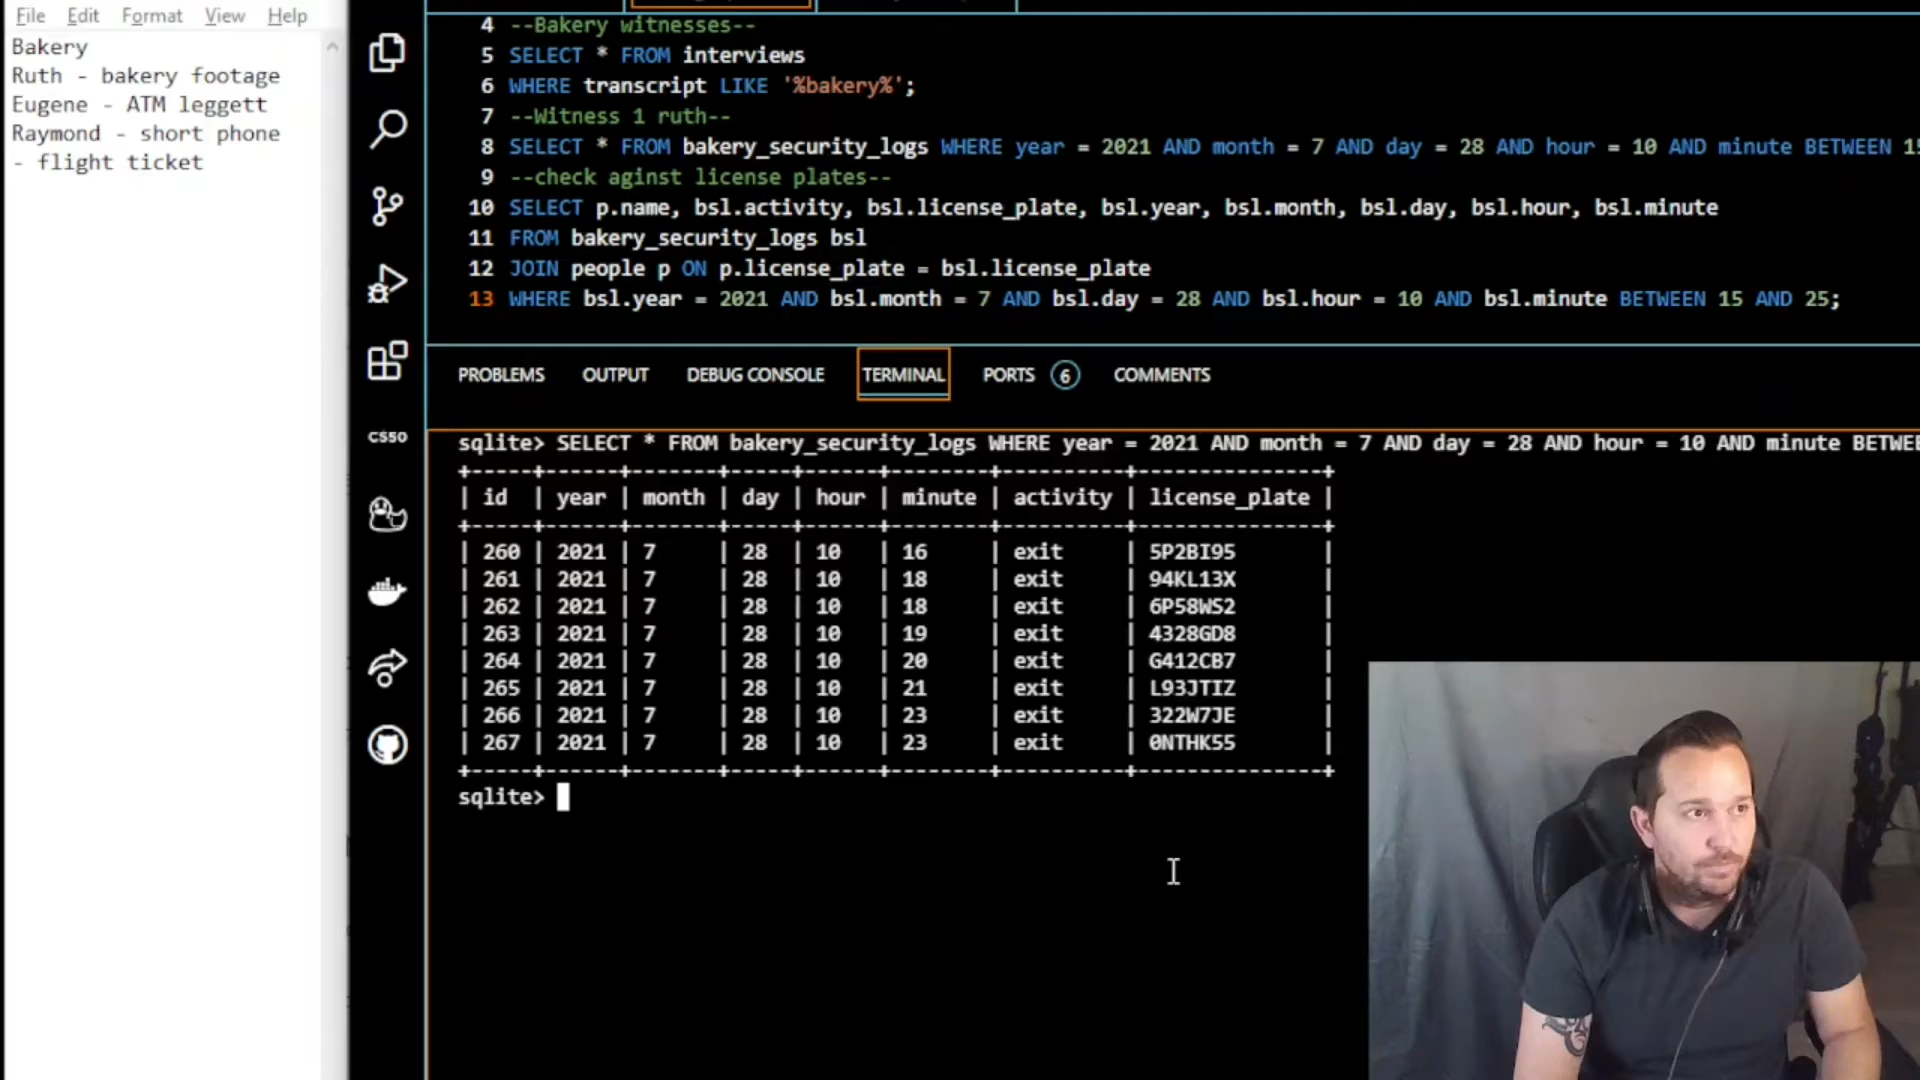 File Edit Format View Help
Bakery
Ruth - bakery footage
Eugene - ATM leggett
Raymond - short phone
- flight ticket
CS50
4 --Bakery witnesses--
5 SELECT * FROM interviews
6 WHERE transcript LIKE '%bakery%';
7 --Witness 1 ruth--
8 SELECT * FROM bakery_security_logs WHERE year = 2021 AND month = 7 AND day = 28 AND hour = 10 AND minute BETWEEN 15
9 --check aginst license plates--
10 SELECT p.name, bsl.activity, bsl.license_plate, bsl.year, bsl.month, bsl.day, bsl.hour, bsl.minute
11 FROM bakery_security_logs bsl
12 JOIN people p ON p.license_plate = bsl.license_plate
13 WHERE bsl.year = 2021 AND bsl.month = 7 AND bsl.day = 28 AND bsl.hour = 10 AND bsl.minute BETWEEN 15 AND 25;
PROBLEMS OUTPUT DEBUG CONSOLE TERMINAL PORTS 6 COMMENTS
sqlite> SELECT * FROM bakery_security_logs WHERE year = 2021 AND month = 7 AND day = 28 AND hour = 10 AND minute BETWEE
| id | year | month | day | hour | minute | activity | license_plate |
| 260 | 2021 | 7 | 28 | 10 | 16 | exit | 5P2BI95 |
| 261 | 2021 | 7 | 28 | 10 | 18 | exit | 94KL13X |
| 262 | 2021 | 7 | 28 | 10 | 18 | exit | 6P58WS2 |
| 263 | 2021 | 7 | 28 | 10 | 19 | exit | 4328GD8 |
| 264 | 2021 | 7 | 28 | 10 | 20 | exit | G412CB7 |
| 265 | 2021 | 7 | 28 | 10 | 21 | exit | L93JTIZ |
| 266 | 2021 | 7 | 28 | 10 | 23 | exit | 322W7JE |
| 267 | 2021 | 7 | 28 | 10 | 23 | exit | 0NTHK55 |
sqlite>